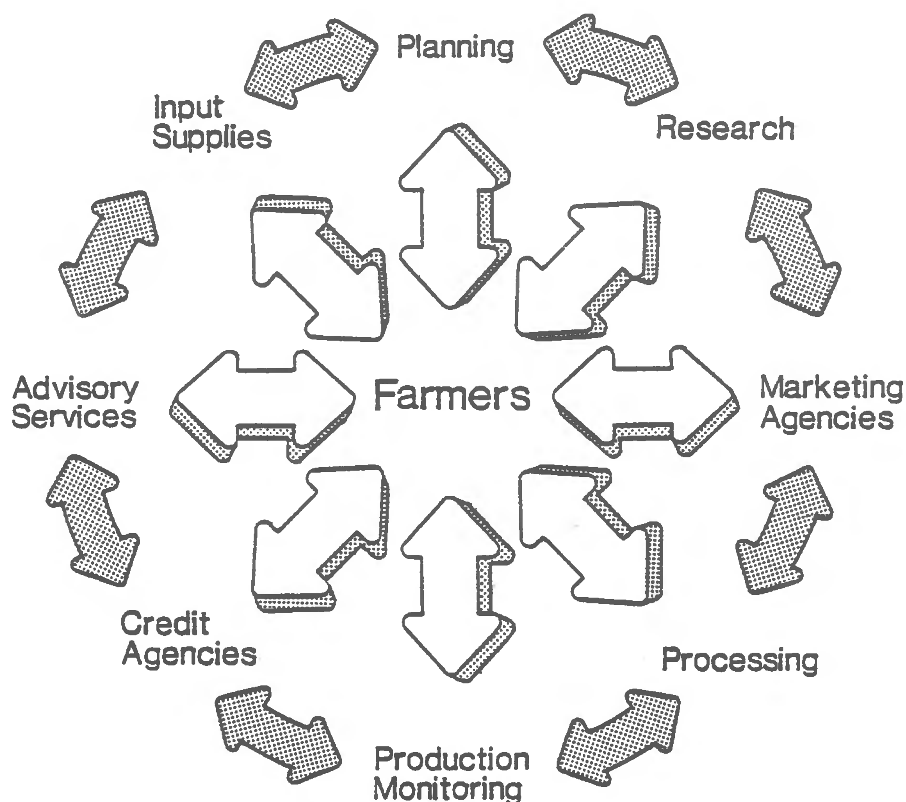 Planning
Input
Supplies
Research
Advisory
Services
Farmers
Marketing
Agencies
Credit
Agencies
Processing
Production
Monitoring